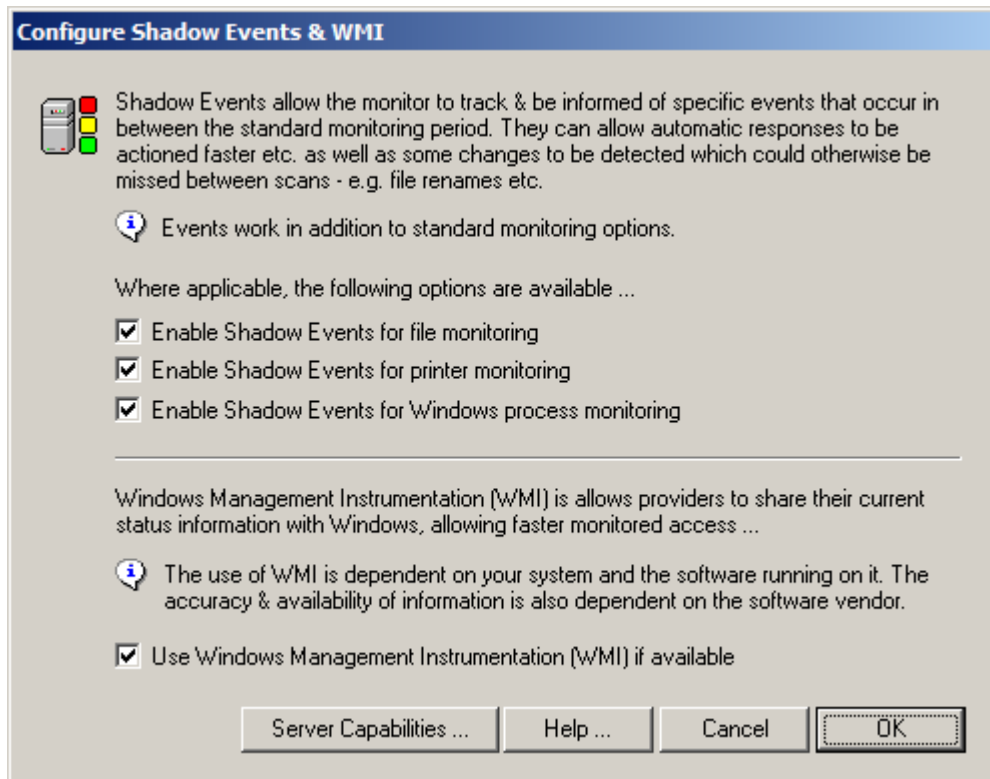 Configure Shadow Events & WMI
Shadow Events allow the monitor to track & be informed of specific events that occur in
between the standard monitoring period. They can allow automatic responses to be
actioned faster etc. as well as some changes to be detected which could otherwise be
missed between scans - e.g. file renames etc.
Events work in addition to standard monitoring options.
Where applicable, the following options are available ...
Enable Shadow Events for file monitoring
Enable Shadow Events for printer monitoring
Enable Shadow Events for Windows process monitoring
Windows Management Instrumentation (WMI) is allows providers to share their current
status information with Windows, allowing faster monitored access ...
The use of WMI is dependent on your system and the software running on it. The
accuracy & availability of information is also dependent on the software vendor.
Use Windows Management Instrumentation (WMI) if available
Server Capabilities ... Help ... Cancel OK